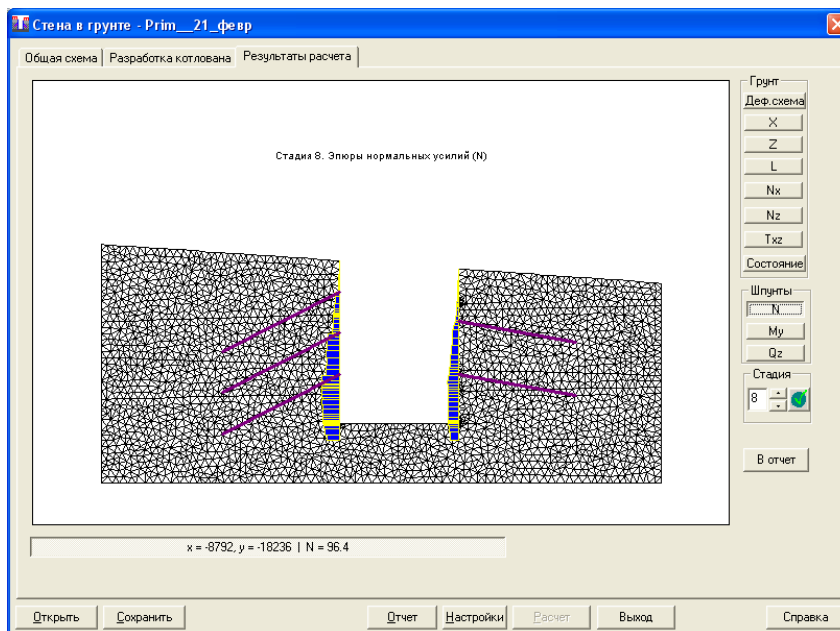 Стена в грунте - Prim__21_февр
Общая схема
Разработка котлована
Результаты расчета
Стадия 8. Эпюры нормальных усилий (N)
Грунт
Деф.схема
X
Z
L
Nx
Nz
Txz
Состояние
Шпунты
N
My
Qz
Стадия
8
В отчет
x = -8792, y = -18236 | N = 96.4
Открыть
Сохранить
Отчет
Настройки
Расчет
Выход
Справка